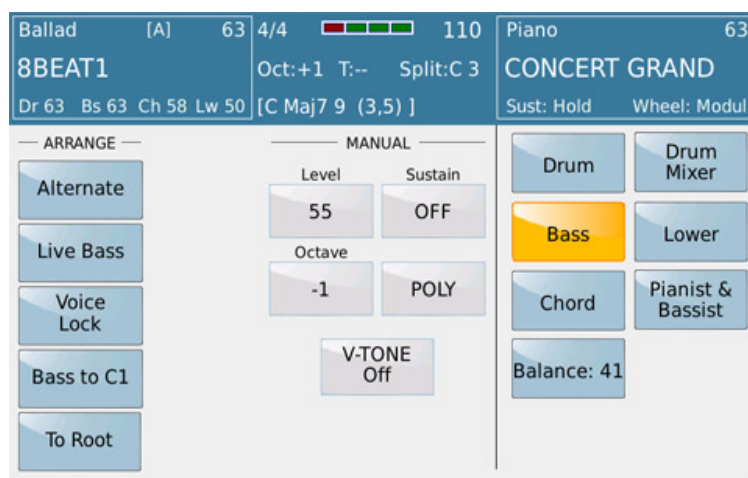 Ballad [A] 63
8BEAT1
Dr 63 Bs 63 Ch 58 Lw 50
4/4 110
Oct:+1 T:-- Split:C 3
[C Maj7 9 (3,5) ]
Piano 63
CONCERT GRAND
Sust: Hold Wheel: Modul
ARRANGE
Alternate
Live Bass
Voice
Lock
Bass to C1
To Root
MANUAL
Level Sustain
55 OFF
Octave
-1 POLY
V-TONE
Off
Drum
Drum
Mixer
Bass
Lower
Chord
Pianist &
Bassist
Balance: 41